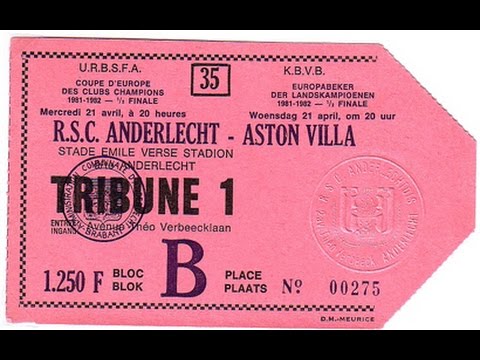 U.R.B.S.F.A. 35 K.B.V.B.
COUPE D'EUROPE EUROPABEKER
DES CLUBS CHAMPIONS DER LANDSKAMPIOENEN
1981-1982 — ½ FINALE 1981-1982 — ½ FINALE
Mercredi 21 avril, à 20 heures Woensdag 21 april, om 20 uur
R.S.C. ANDERLECHT - ASTON VILLA
STADE EMILE VERSE STADION
ANDERLECHT
TRIBUNE 1
Avenue Théo Verbeecklaan
1.250 F BLOC BLOK B PLACE PLAATS Nº 00275
D.M.-MEURICE